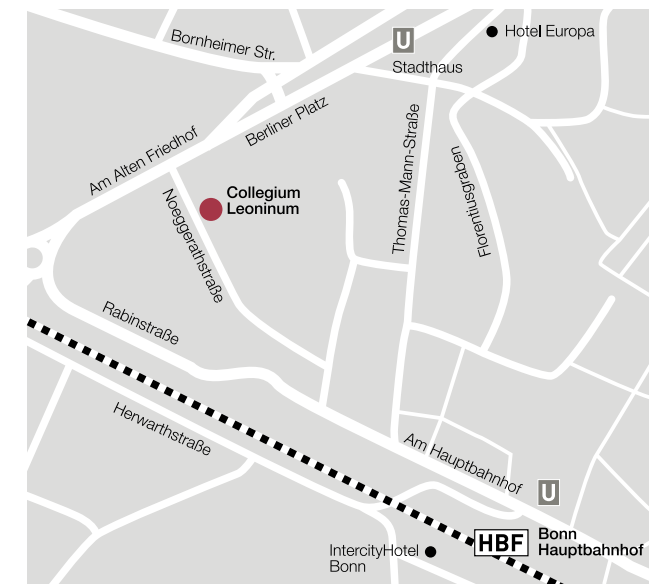 Bornheimer Str.
U
Stadthaus
Hotel Europa
Am Alten Friedhof
Berliner Platz
Thomas-Mann-Straße
Florentiusgraben
Noeggerathstraße
Collegium
Leoninum
Rabinstraße
Herwarthstraße
Am Hauptbahnhof
U
HBF
Bonn
Hauptbahnhof
IntercityHotel
Bonn